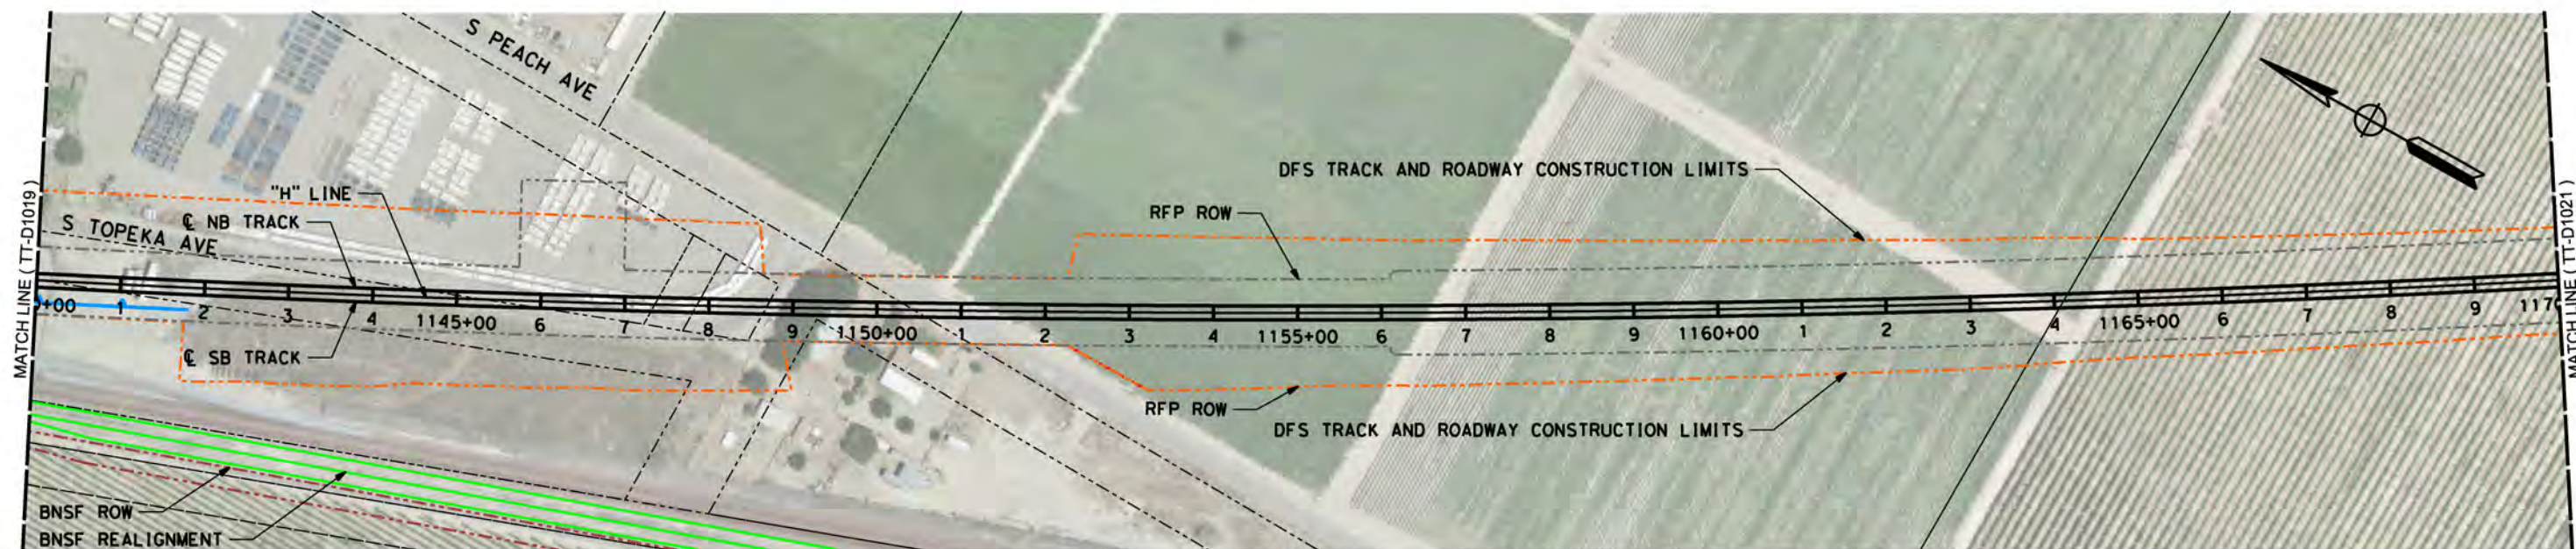 S PEACH AVE
DFS TRACK AND ROADWAY CONSTRUCTION LIMITS
"H" LINE
RFP ROW
℄ NB TRACK
S TOPEKA AVE
MATCH LINE ( TT-D1019 )
MATCH LINE ( TT-D1021 )
0+00 1 2 3 4 1145+00 6 7 8 9 1150+00 1 2 3 4 1155+00 6 7 8 9 1160+00 1 2 3 4 1165+00 6 7 8 9 1170
℄ SB TRACK
RFP ROW
DFS TRACK AND ROADWAY CONSTRUCTION LIMITS
BNSF ROW
BNSF REALIGNMENT